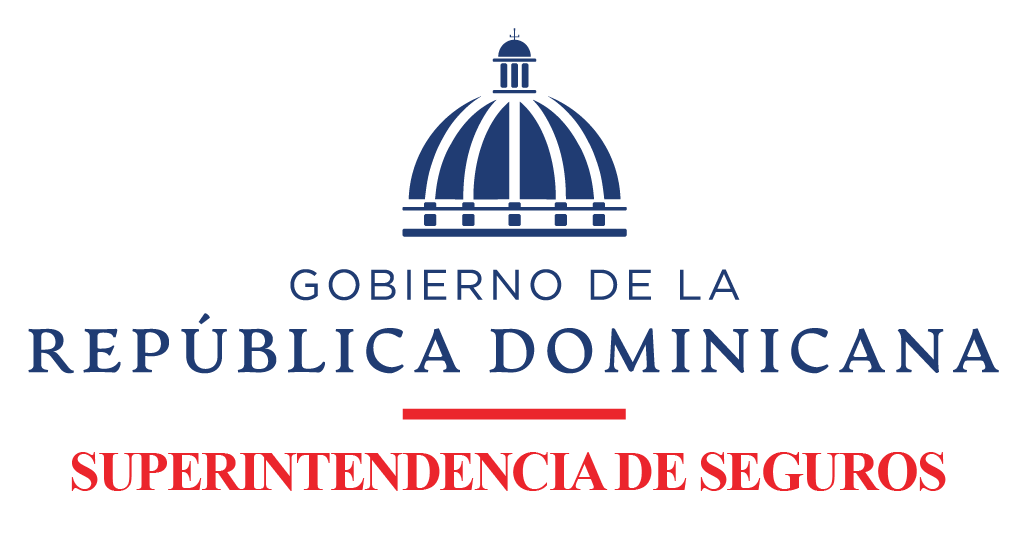 GOBIERNO DE LA
REPÚBLICA DOMINICANA
SUPERINTENDENCIA DE SEGUROS